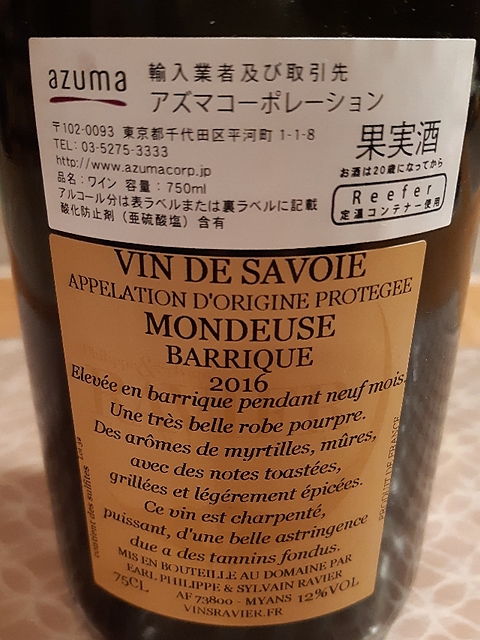 azuma
輸入業者及び取引先
アズマコーポレーション
〒102-0093 東京都千代田区平河町 1-1-8
TEL: 03-5275-3333
http://www.azumacorp.jp
品名：ワイン 容量：750ml
アルコール分は表ラベルまたは裏ラベルに記載
酸化防止剤（亜硫酸塩）含有
果実酒
お酒は20歳になってから
Reefer
定温コンテナー使用
VIN DE SAVOIE
APPELATION D'ORIGINE PROTEGEE
MONDEUSE
BARRIQUE
2016
Elevée en barrique pendant neuf mois.
Une très belle robe pourpre.
Des arômes de myrtilles, mûres,
avec des notes toastées,
grillées et légérement épicées.
Ce vin est charpenté,
puissant, d'une belle astringence
due a des tannins fondus.
MIS EN BOUTEILLE AU DOMAINE PAR
EARL PHILIPPE & SYLVAIN RAVIER
75CL AF 73800 - MYANS 12%VOL
VINSRAVIER.FR
contient des sulfites
PRODUIT DE FRANCE